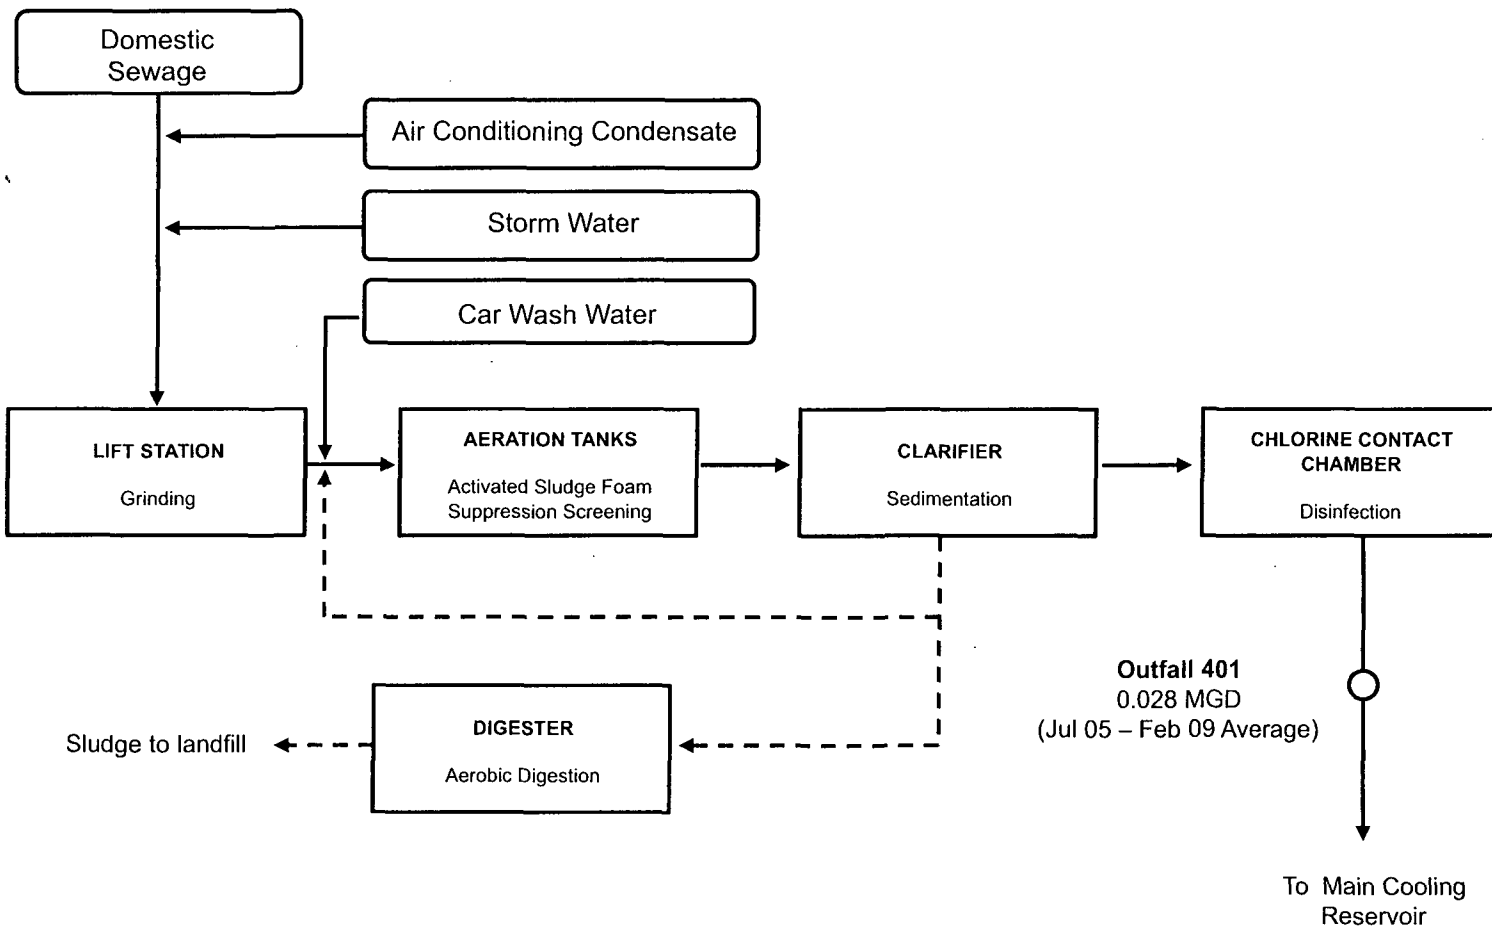 Domestic
Sewage
Air Conditioning Condensate
Storm Water
Car Wash Water
LIFT STATION
Grinding
AERATION TANKS
Activated Sludge Foam
Suppression Screening
CLARIFIER
Sedimentation
CHLORINE CONTACT
CHAMBER
Disinfection
Outfall 401
0.028 MGD
(Jul 05 – Feb 09 Average)
DIGESTER
Aerobic Digestion
Sludge to landfill
To Main Cooling
Reservoir